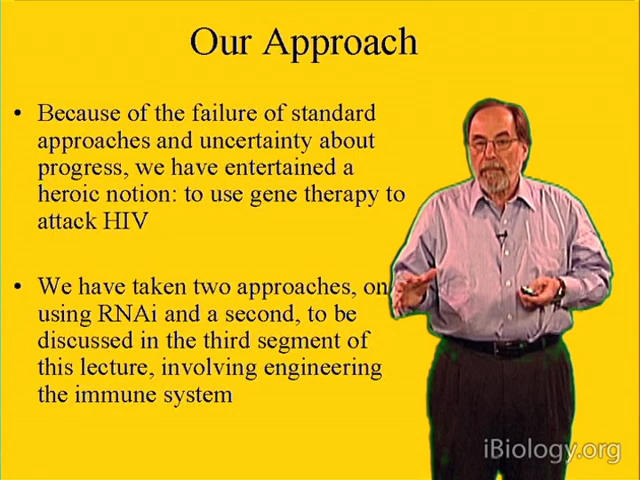 Our Approach
• Because of the failure of standard
approaches and uncertainty about
progress, we have entertained a
heroic notion: to use gene therapy to
attack HIV
• We have taken two approaches, on
using RNAi and a second, to be
discussed in the third segment of
this lecture, involving engineering
the immune system
iBiology.org